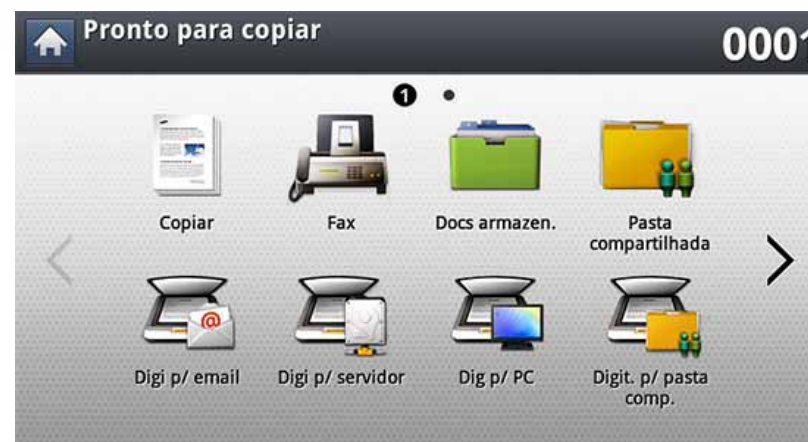 Pronto para copiar
0001
1
Copiar
Fax
Docs armazen.
Pasta
compartilhada
@
Digi p/ email
Digi p/ servidor
Dig p/ PC
Digit. p/ pasta
comp.